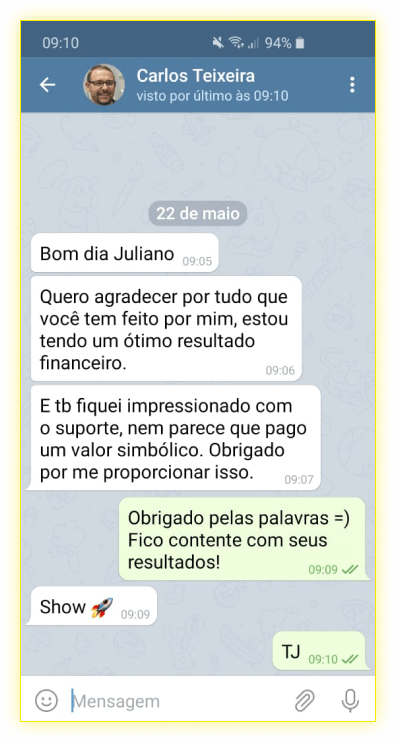 09:10 94%
Carlos Teixeira
visto por último às 09:10
22 de maio
Bom dia Juliano 09:05
Quero agradecer por tudo que
você tem feito por mim, estou
tendo um ótimo resultado
financeiro. 09:06
E tb fiquei impressionado com
o suporte, nem parece que pago
um valor simbólico. Obrigado
por me proporcionar isso. 09:07
Obrigado pelas palavras =)
Fico contente com seus
resultados! 09:09
Show 🚀 09:09
TJ 09:10
Mensagem